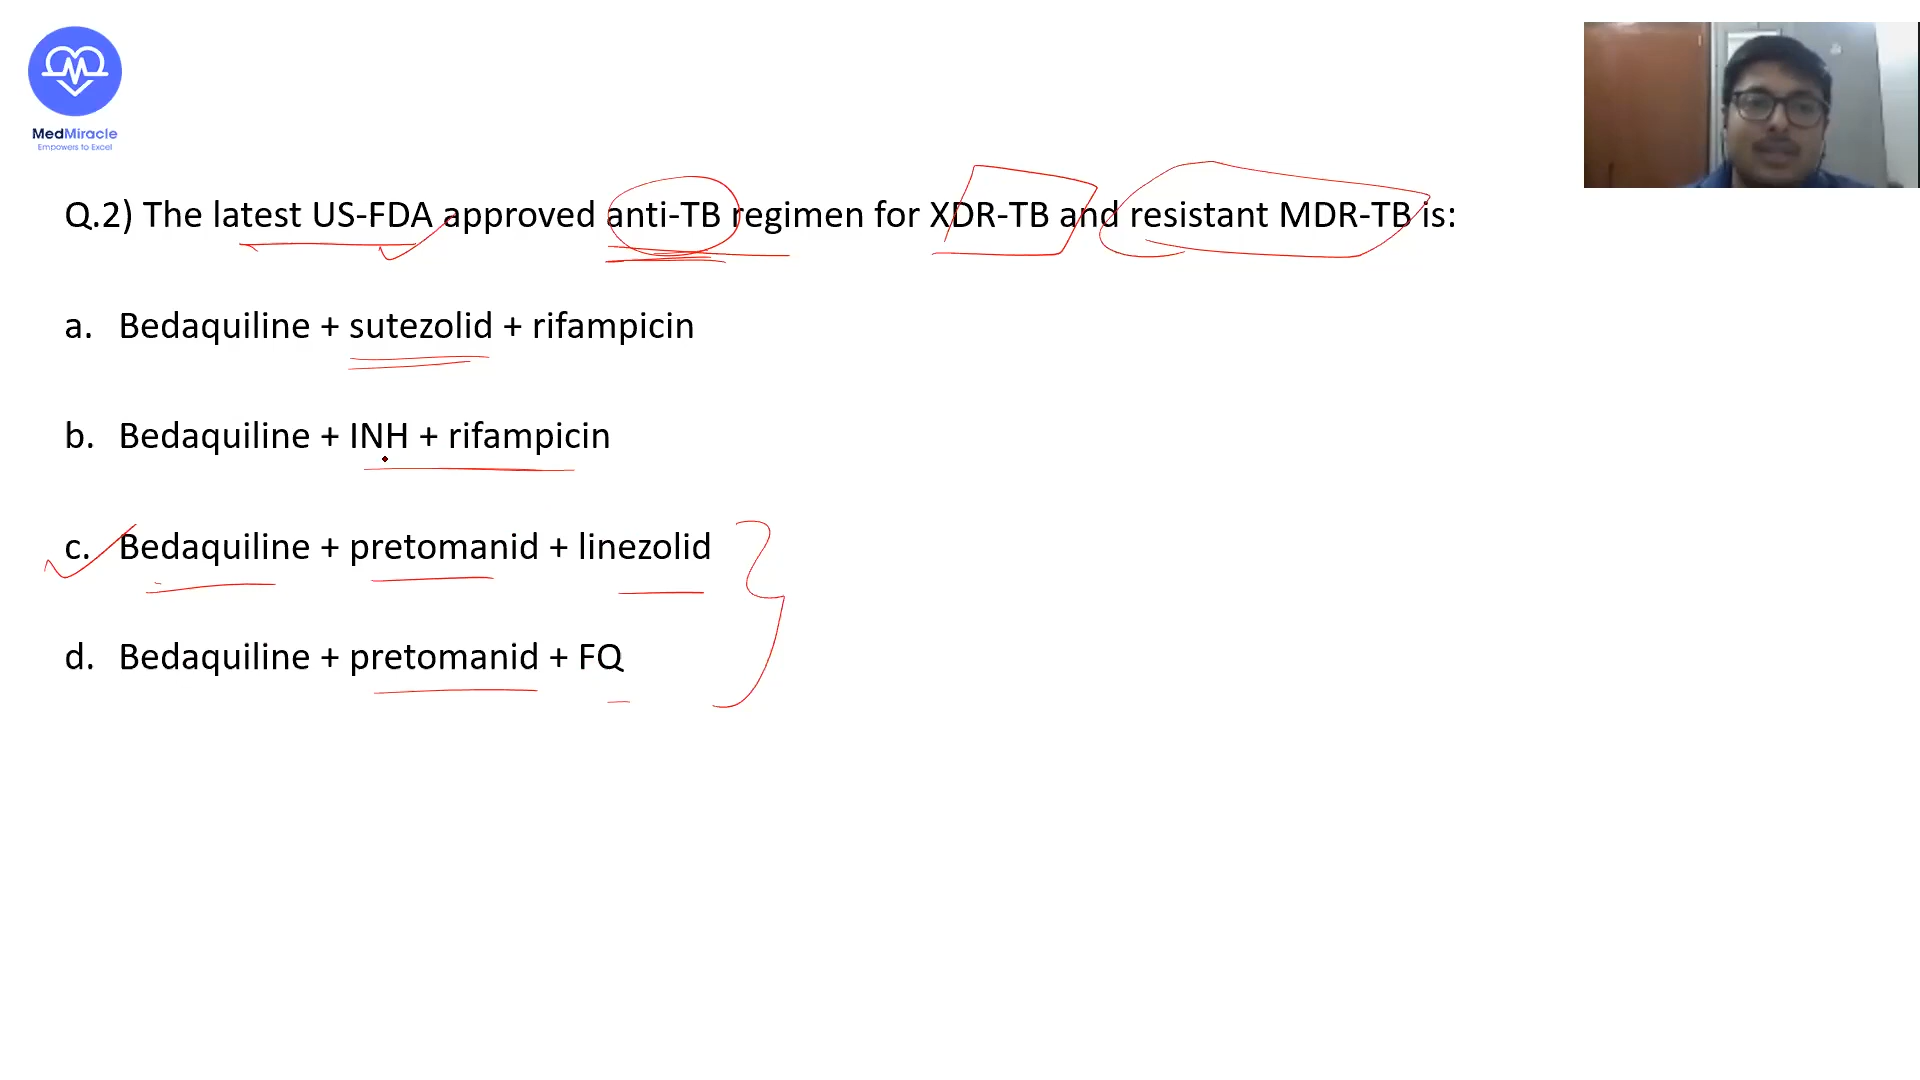 MedMiracle
Empowers to Excel
Q.2) The latest US-FDA approved anti-TB regimen for XDR-TB and resistant MDR-TB is:
a. Bedaquiline + sutezolid + rifampicin
b. Bedaquiline + INH + rifampicin
c. Bedaquiline + pretomanid + linezolid
d. Bedaquiline + pretomanid + FQ